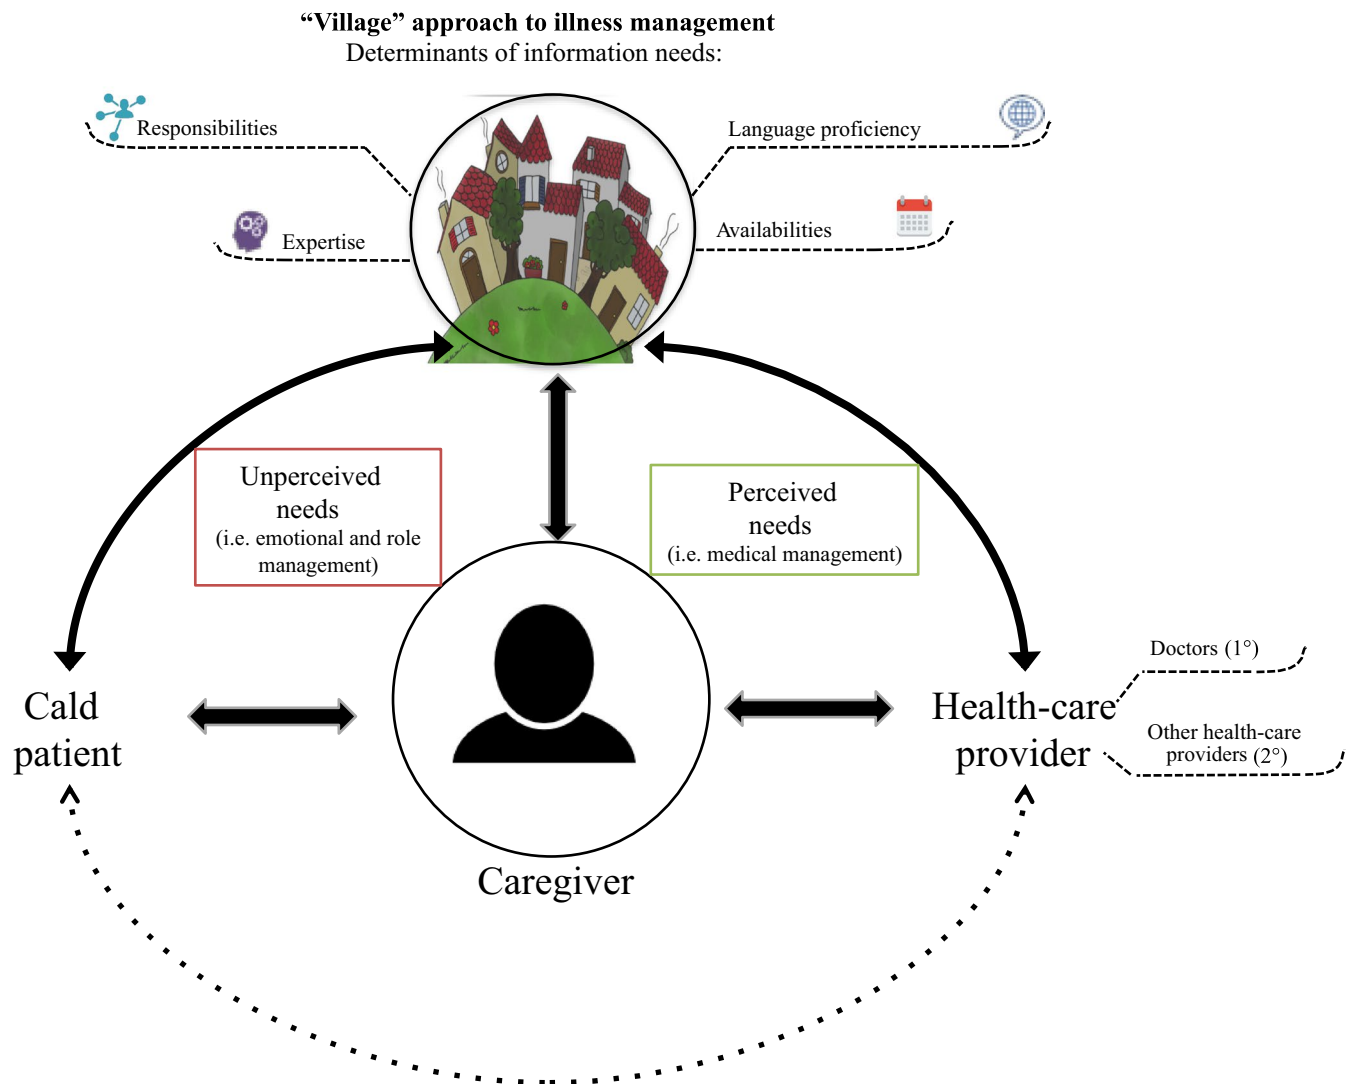 “Village” approach to illness management
Determinants of information needs:
Responsibilities
Language proficiency
Expertise
Availabilities
Unperceived
needs
(i.e. emotional and role
management)
Perceived
needs
(i.e. medical management)
Cald
patient
Health-care
provider
Doctors (1°)
Other health-care
providers (2°)
Caregiver